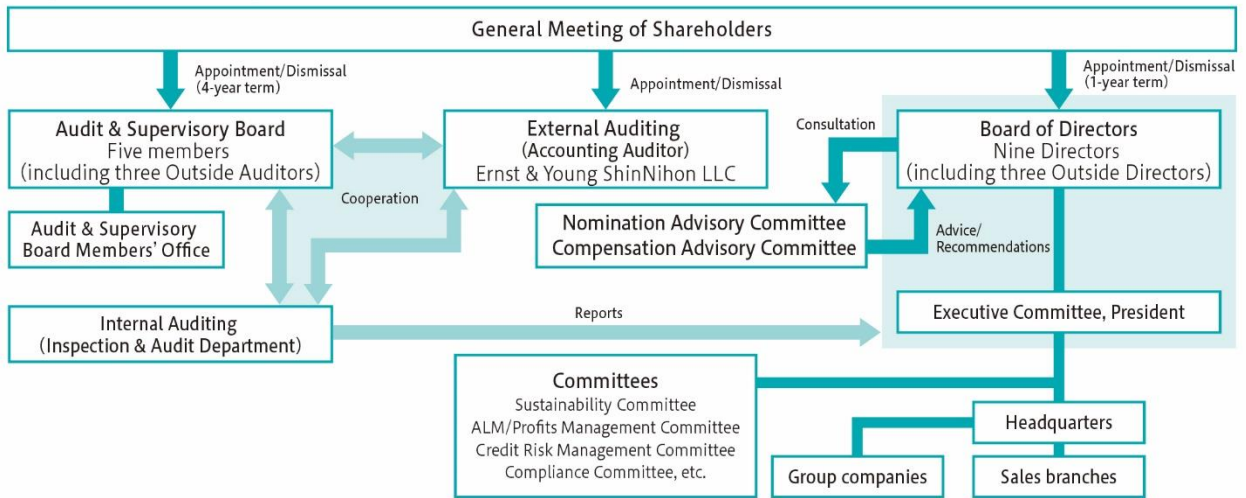 General Meeting of Shareholders
Appointment/Dismissal
(4-year term)
Appointment/Dismissal
Appointment/Dismissal
(1-year term)
Audit & Supervisory Board
Five members
(including three Outside Auditors)
External Auditing
(Accounting Auditor)
Ernst & Young ShinNihon LLC
Consultation
Board of Directors
Nine Directors
(including three Outside Directors)
Cooperation
Audit & Supervisory
Board Members’ Office
Nomination Advisory Committee
Compensation Advisory Committee
Advice/
Recommendations
Internal Auditing
(Inspection & Audit Department)
Reports
Executive Committee, President
Committees
Sustainability Committee
ALM/Profits Management Committee
Credit Risk Management Committee
Compliance Committee, etc.
Headquarters
Group companies
Sales branches